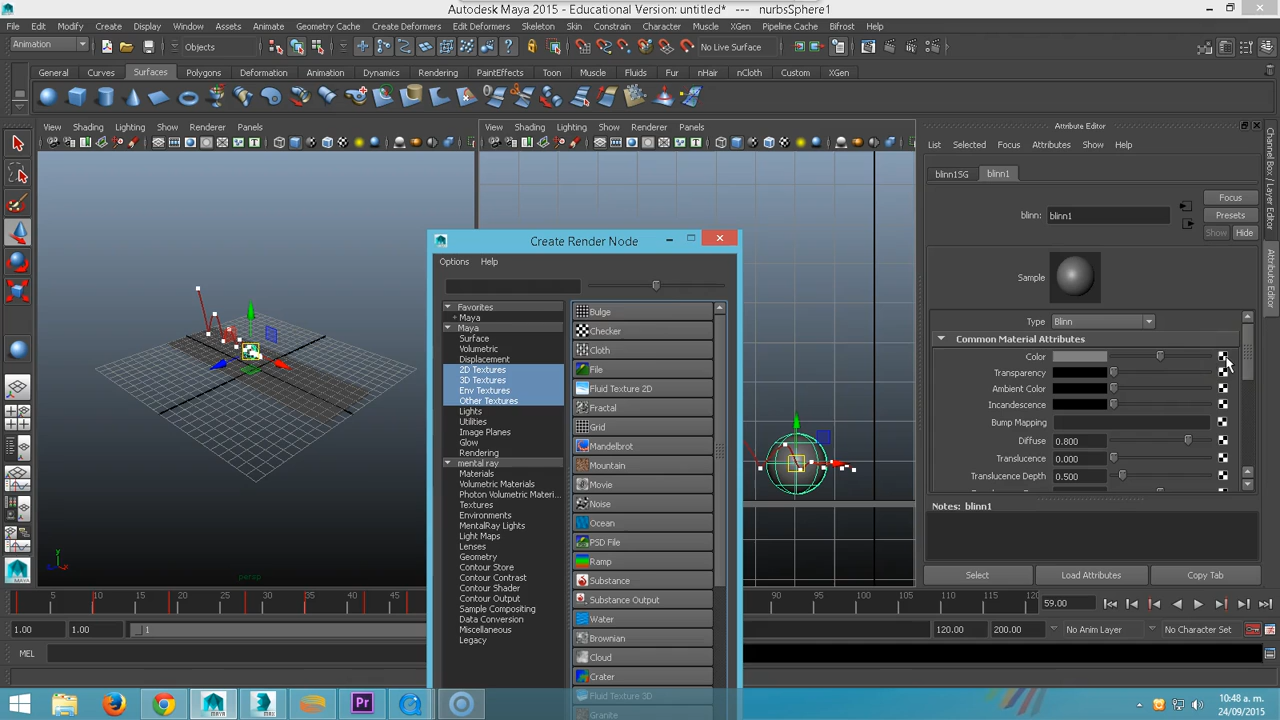 Autodesk Maya 2015 - Educational Version: untitled* - nurbsSphere1
File Edit Modify Create Display Window Assets Animate Geometry Cache Create Deformers Edit Deformers Skeleton Skin Constrain Character Muscle XGen Pipeline Cache Bifrost Help
Animation Objects No Live Surface
General Curves Surfaces Polygons Deformation Animation Dynamics Rendering PaintEffects Toon Muscle Fluids Fur nHair nCloth Custom XGen
View Shading Lighting Show Renderer Panels
View Shading Lighting Show Renderer Panels
persp
Create Render Node
Options Help
Favorites
+ Maya
Maya
Surface
Volumetric
Displacement
2D Textures
3D Textures
Env Textures
Other Textures
Lights
Utilities
Image Planes
Glow
Rendering
mental ray
Materials
Volumetric Materials
Photon Volumetric Materi...
Textures
Environments
MentalRay Lights
Light Maps
Lenses
Geometry
Contour Store
Contour Contrast
Contour Shader
Contour Output
Sample Compositing
Data Conversion
Miscellaneous
Legacy
Bulge
Checker
Cloth
File
Fluid Texture 2D
Fractal
Grid
Mandelbrot
Mountain
Movie
Noise
Ocean
PSD File
Ramp
Substance
Substance Output
Water
Brownian
Cloud
Crater
Fluid Texture 3D
Granite
Attribute Editor
List Selected Focus Attributes Show Help
blinn1SG blinn1
Focus
blinn: blinn1 Presets
Show Hide
Sample
Type Blinn
Common Material Attributes
Color
Transparency
Ambient Color
Incandescence
Bump Mapping
Diffuse 0.800
Translucence 0.000
Translucence Depth 0.500
Notes: blinn1
Select Load Attributes Copy Tab
Channel Box / Layer Editor
Attribute Editor
5 10 15 20 25 30 35 40 45 90 95 100 105 110 115 120 59.00
1.00 1.00 1 120.00 200.00 No Anim Layer No Character Set
MEL
10:48 a. m.
24/09/2015